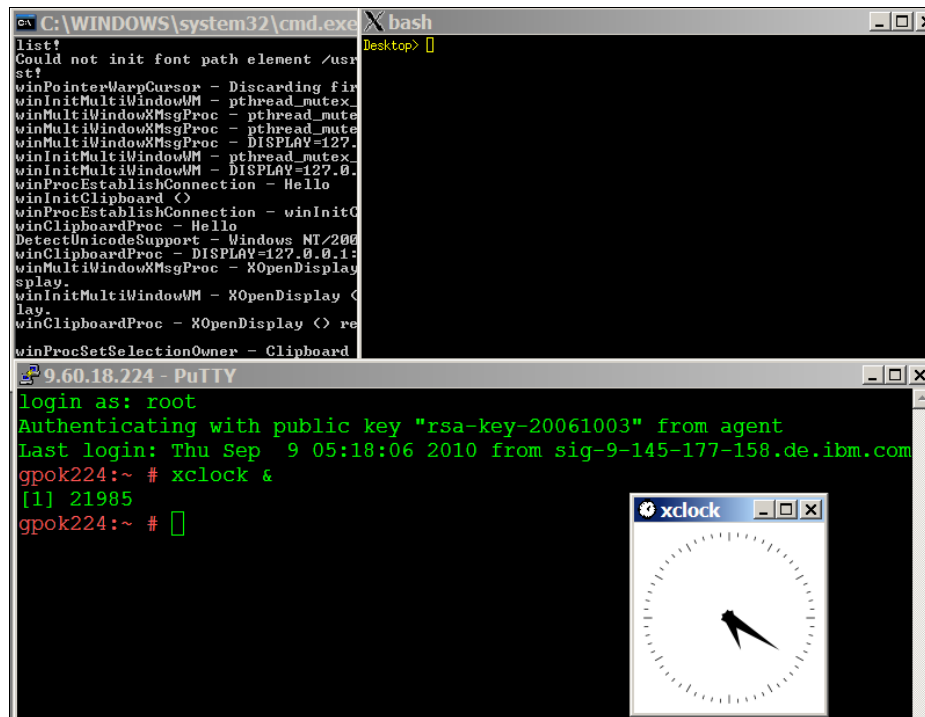 C:\WINDOWS\system32\cmd.exe
list!
Could not init font path element /usr
st!
winPointerWarpCursor - Discarding fir
winInitMultiWindowWM - pthread_mutex_
winMultiWindowXMsgProc - pthread_mute
winMultiWindowXMsgProc - pthread_mute
winMultiWindowXMsgProc - DISPLAY=127.
winInitMultiWindowWM - pthread_mutex_
winInitMultiWindowWM - DISPLAY=127.0.
winProcEstablishConnection - Hello
winInitClipboard ()
winProcEstablishConnection - winInitC
winClipboardProc - Hello
DetectUnicodeSupport - Windows NT/200
winClipboardProc - DISPLAY=127.0.0.1:
winMultiWindowXMsgProc - XOpenDisplay
splay.
winInitMultiWindowWM - XOpenDisplay (
lay.
winClipboardProc - XOpenDisplay () re
winProcSetSelectionOwner - Clipboard
bash
Desktop>
9.60.18.224 - PuTTY
login as: root
Authenticating with public key "rsa-key-20061003" from agent
Last login: Thu Sep  9 05:18:06 2010 from sig-9-145-177-158.de.ibm.com
gpok224:~ # xclock &
[1] 21985
gpok224:~ #
xclock